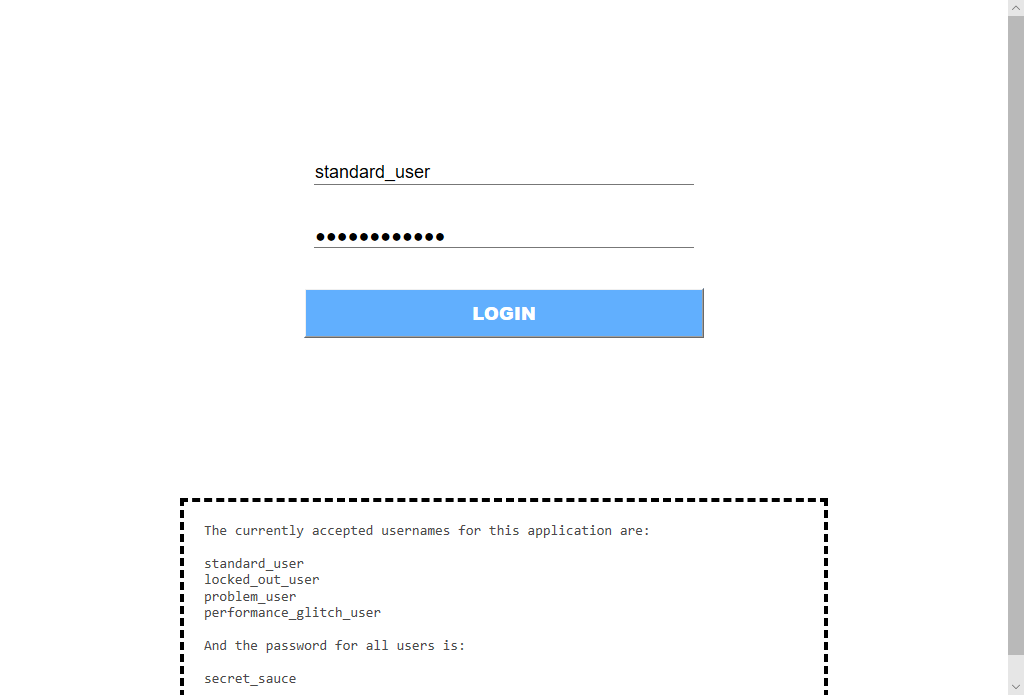 standard_user
●●●●●●●●●●●●
LOGIN
The currently accepted usernames for this application are:
standard_user
locked_out_user
problem_user
performance_glitch_user
And the password for all users is:
secret_sauce